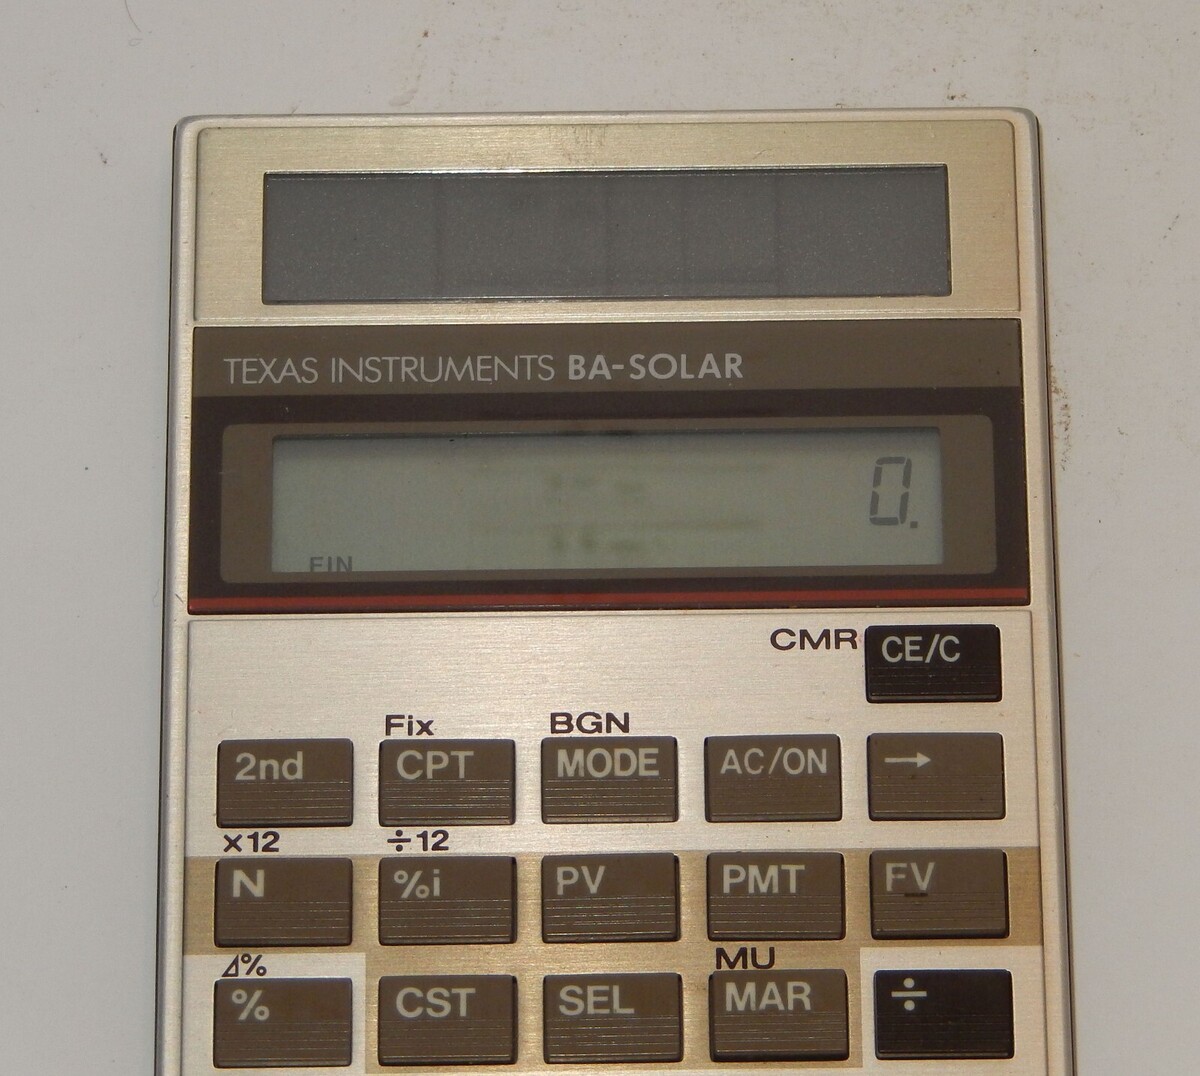 TEXAS INSTRUMENTS BA-SOLAR
0.
FIN
CMR CE/C
Fix BGN
2nd CPT MODE AC/ON →
x12 ÷12
N %i PV PMT FV
Δ% MU
% CST SEL MAR ÷